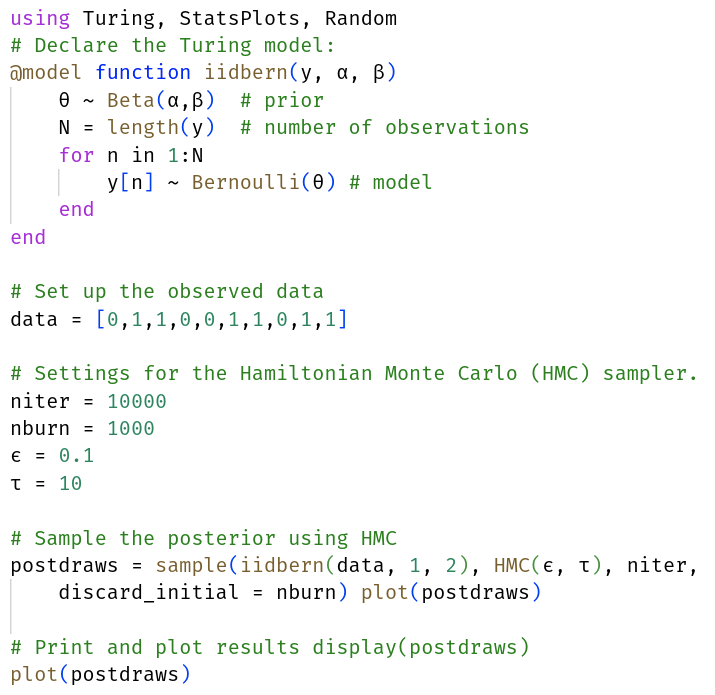 using Turing, StatsPlots, Random
# Declare the Turing model:
@model function iidbern(y, α, β)
    θ ~ Beta(α,β)  # prior
    N = length(y)  # number of observations
    for n in 1:N
        y[n] ~ Bernoulli(θ) # model
    end
end

# Set up the observed data
data = [0,1,1,0,0,1,1,0,1,1]

# Settings for the Hamiltonian Monte Carlo (HMC) sampler.
niter = 10000
nburn = 1000
ϵ = 0.1
τ = 10

# Sample the posterior using HMC
postdraws = sample(iidbern(data, 1, 2), HMC(ϵ, τ), niter,
    discard_initial = nburn) plot(postdraws)

# Print and plot results display(postdraws)
plot(postdraws)